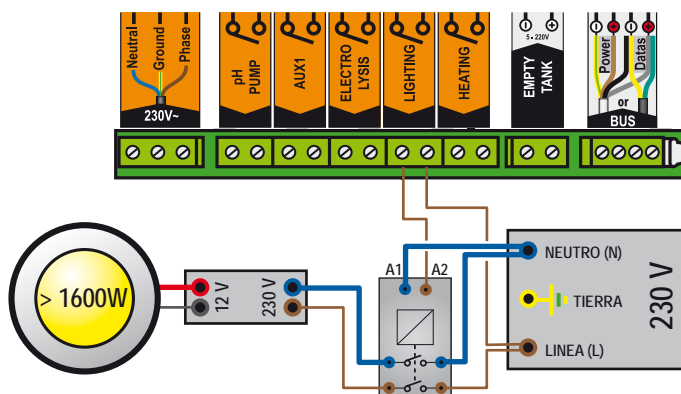 Neutral
Ground
Phase
230V~
pH
PUMP
AUX1
ELECTRO
LYSIS
LIGHTING
HEATING
5 - 220V
EMPTY
TANK
Power
Datas
or
BUS
> 1600W
12 V
230 V
A1
A2
NEUTRO (N)
TIERRA
LINEA (L)
230 V